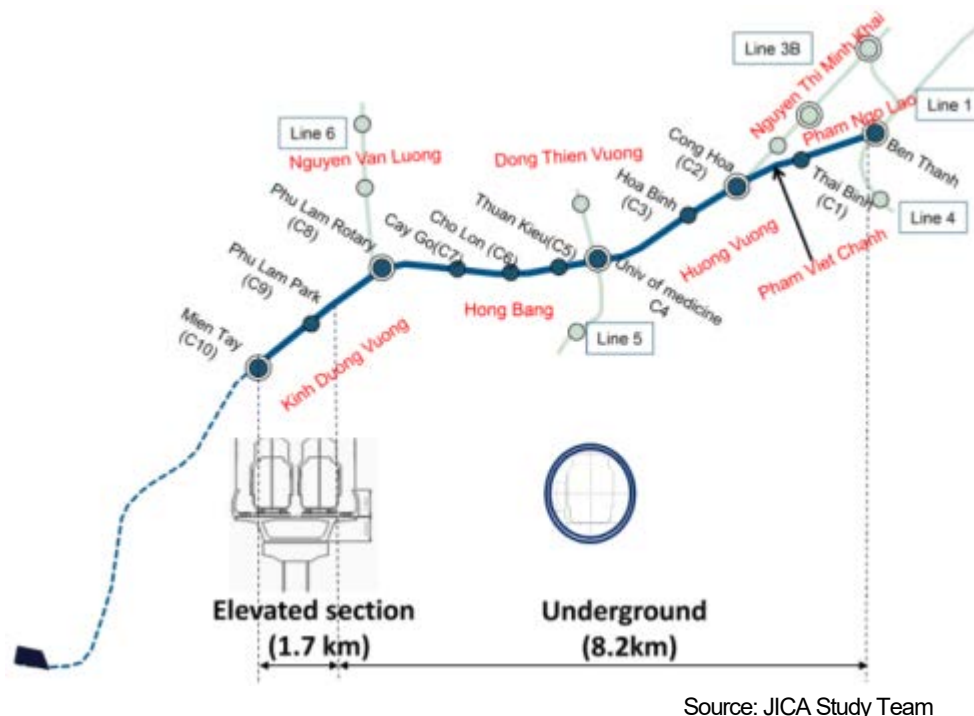 Line 3B
Nguyen Thi Minh Khai
Line 1
Pham Ngo Lao
Line 6
Nguyen Van Luong
Dong Thien Vuong
Cong Hoa
(C2)
Ben Thanh
Thai Binh
(C1)
Line 4
Hoa Binh
(C3)
Phu Lam Rotary
(C8)
Cay Go(C7)
Cho Lon (C6)
Thuan Kieu(C5)
Univ of medicine
C4
Huong Vuong
Pham Viet Chanh
Phu Lam Park
(C9)
Hong Bang
Line 5
Mien Tay
(C10)
Kinh Duong Vuong
Elevated section
(1.7 km)
Underground
(8.2km)
Source: JICA Study Team